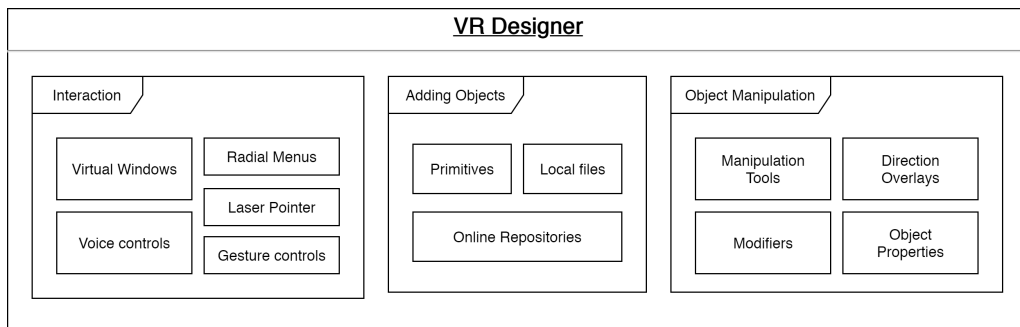 VR Designer
Interaction
Virtual Windows
Radial Menus
Laser Pointer
Voice controls
Gesture controls
Adding Objects
Primitives
Local files
Online Repositories
Object Manipulation
Manipulation
Tools
Direction
Overlays
Modifiers
Object
Properties